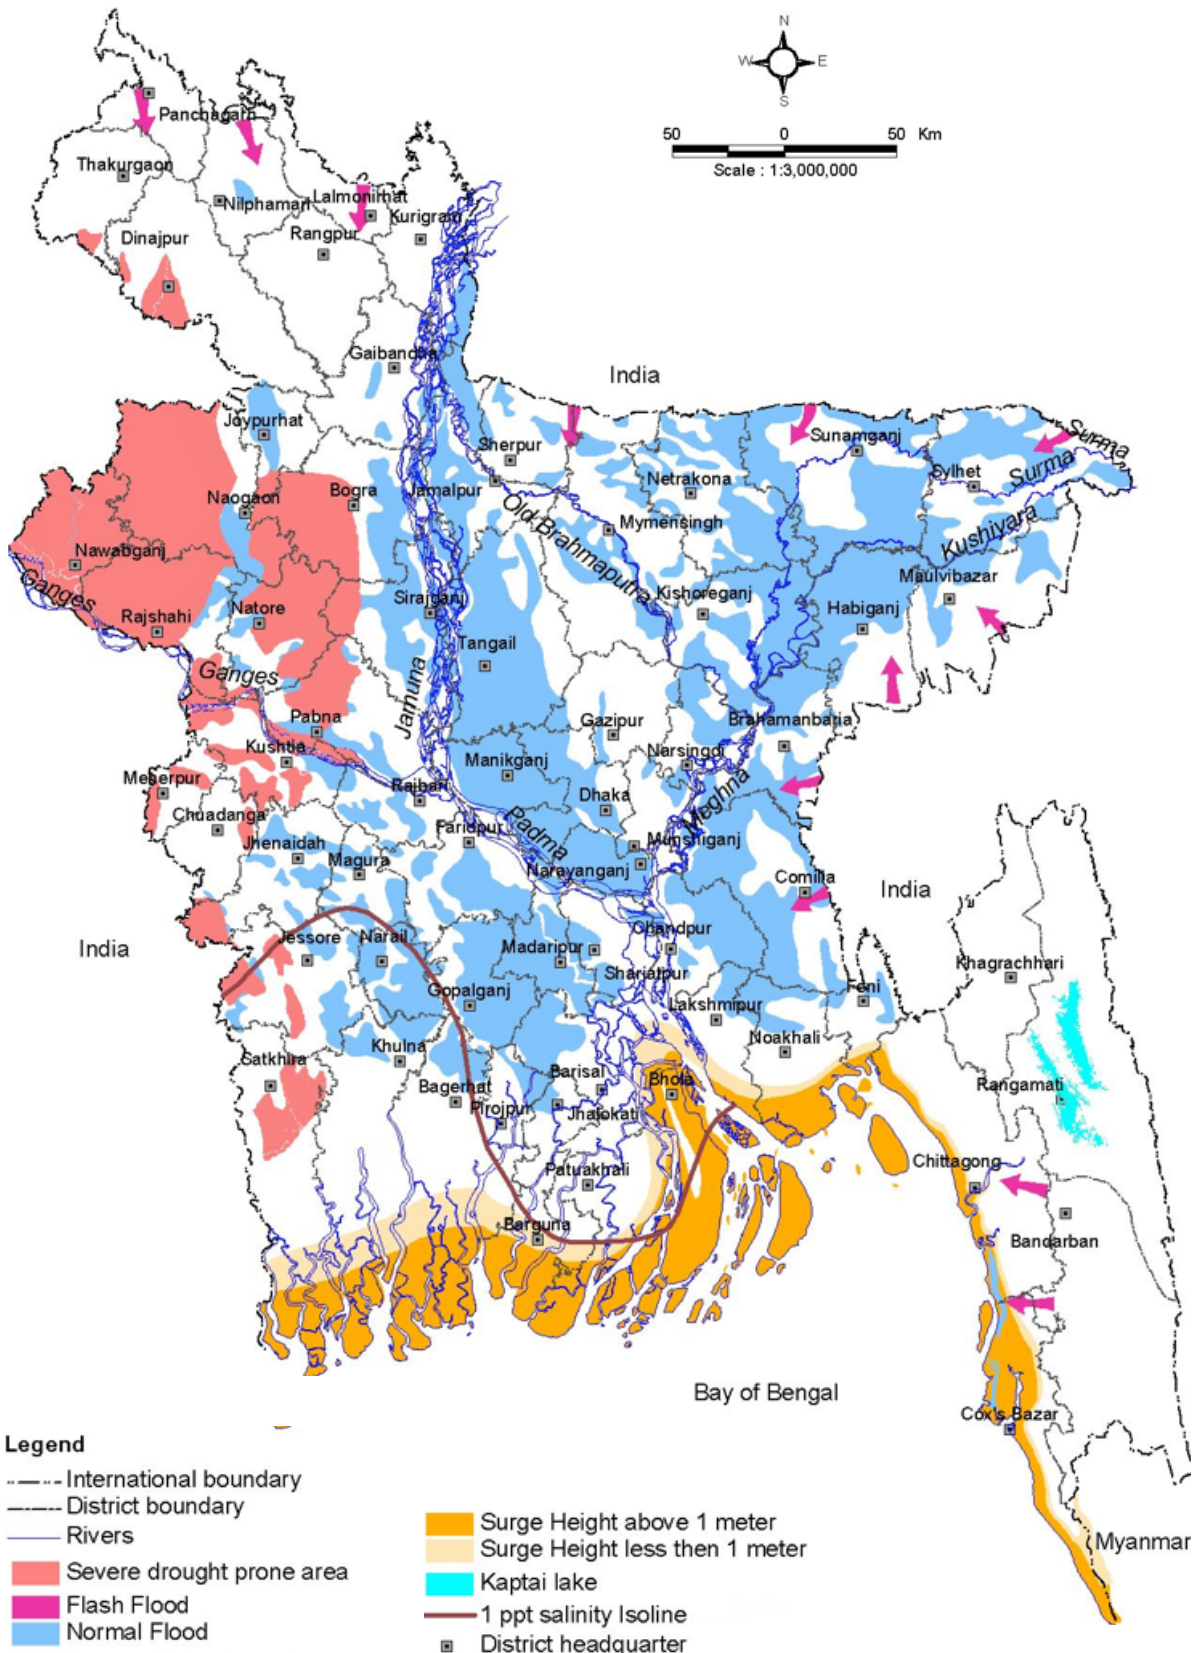 N
W E
S
50 0 50 Km
Scale : 1:3,000,000
Panchagarh
Thakurgaon
Nilphamari
Lalmonirhat
Kurigram
Dinajpur
Rangpur
Gaibandha
India
Joypurhat
Sherpur
Sunamganj
Surma
Sylhet
Surma
Naogaon
Bogra
Jamalpur
Netrakona
Old Brahmaputra
Mymensingh
Kushiyara
Nawabganj
Ganges
Maulvibazar
Rajshahi
Natore
Sirajganj
Kishoreganj
Habiganj
Tangail
Ganges
Jamuna
Pabna
Gazipur
Brahamanbaria
Kushtia
Manikganj
Narsingdi
Meherpur
Rajbari
Dhaka
Meghna
Chuadanga
Faridpur
Padma
Munshiganj
Jhenaidah
Magura
Narayanganj
Comilla
India
India
Jessore
Narail
Madaripur
Chandpur
Shariatpur
Khagrachhari
Gopalganj
Lakshmipur
Feni
Satkhira
Khulna
Noakhali
Bagerhat
Barisal
Bhola
Rangamati
Pirojpur
Jhalokati
Patuakhali
Chittagong
Barguna
Bandarban
Bay of Bengal
Cox's Bazar
Myanmar
Legend
International boundary
District boundary
Rivers
Severe drought prone area
Flash Flood
Normal Flood
Surge Height above 1 meter
Surge Height less then 1 meter
Kaptai lake
1 ppt salinity Isoline
District headquarter